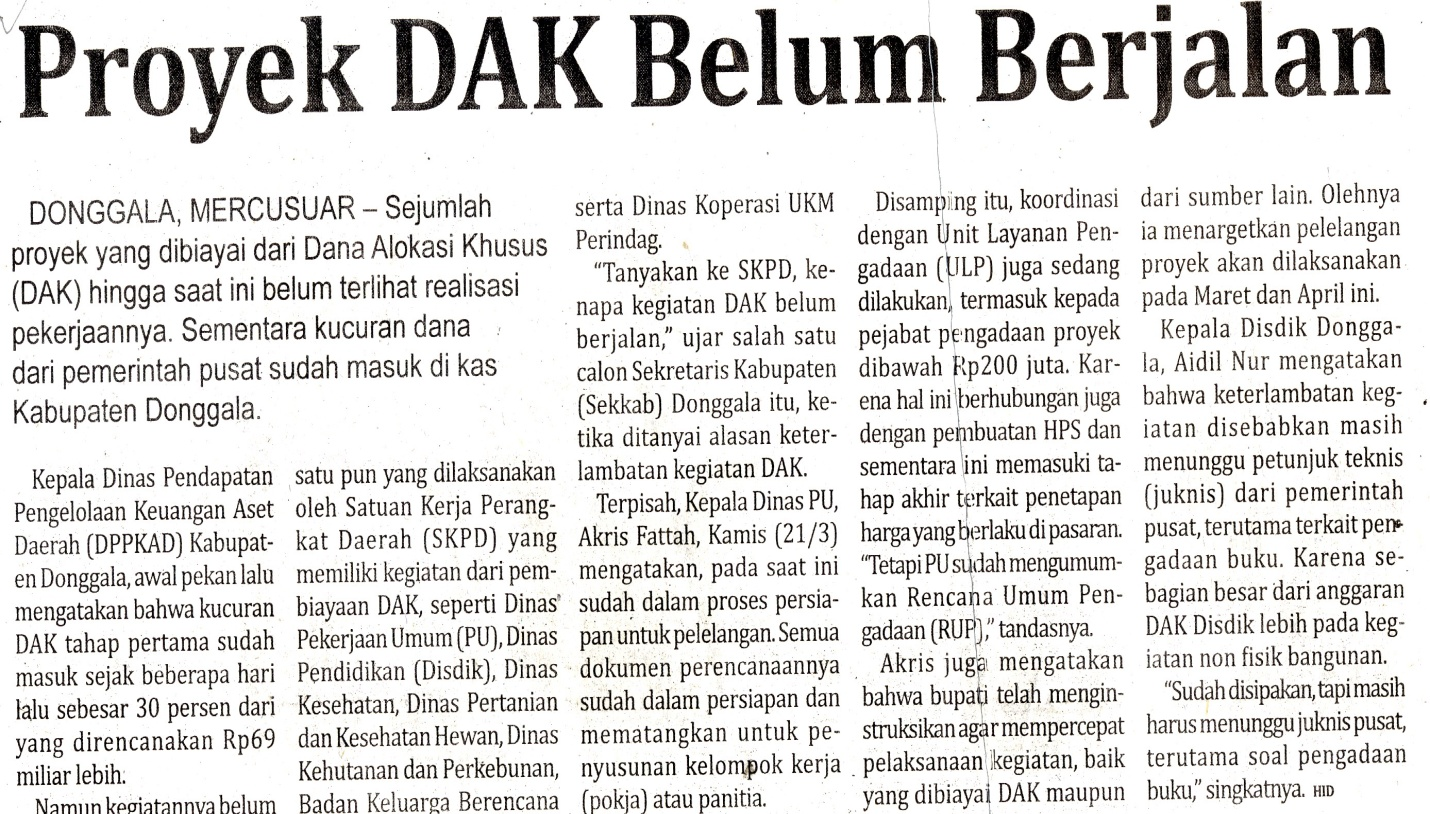 Proyek DAK Belum Berjalan
DONGGALA, MERCUSUAR – Sejumlah
proyek yang dibiayai dari Dana Alokasi Khusus
(DAK) hingga saat ini belum terlihat realisasi
pekerjaannya. Sementara kucuran dana
dari pemerintah pusat sudah masuk di kas
Kabupaten Donggala.
Kepala Dinas Pendapatan
Pengelolaan Keuangan Aset
Daerah (DPPKAD) Kabupat-
en Donggala, awal pekan lalu
mengatakan bahwa kucuran
DAK tahap pertama sudah
masuk sejak beberapa hari
lalu sebesar 30 persen dari
yang direncanakan Rp69
miliar lebih.
Namun kegiatannya belum
satu pun yang dilaksanakan
oleh Satuan Kerja Perang-
kat Daerah (SKPD) yang
memiliki kegiatan dari pem-
biayaan DAK, seperti Dinas
Pekerjaan Umum (PU), Dinas
Pendidikan (Disdik), Dinas
Kesehatan, Dinas Pertanian
dan Kesehatan Hewan, Dinas
Kehutanan dan Perkebunan,
Badan Keluarga Berencana
serta Dinas Koperasi UKM
Perindag.
“Tanyakan ke SKPD, ke-
napa kegiatan DAK belum
berjalan,” ujar salah satu
calon Sekretaris Kabupaten
(Sekkab) Donggala itu, ke-
tika ditanyai alasan keter-
lambatan kegiatan DAK.
Terpisah, Kepala Dinas PU,
Akris Fattah, Kamis (21/3)
mengatakan, pada saat ini
sudah dalam proses persia-
pan untuk pelelangan. Semua
dokumen perencanaannya
sudah dalam persiapan dan
mematangkan untuk pe-
nyusunan kelompok kerja
(pokja) atau panitia.
Disamping itu, koordinasi
dengan Unit Layanan Pen-
gadaan (ULP) juga sedang
dilakukan, termasuk kepada
pejabat pengadaan proyek
dibawah Rp200 juta. Kar-
ena hal ini berhubungan juga
dengan pembuatan HPS dan
sementara ini memasuki ta-
hap akhir terkait penetapan
harga yang berlaku di pasaran.
“Tetapi PU sudah mengumum-
kan Rencana Umum Pen-
gadaan (RUP),” tandasnya.
Akris juga mengatakan
bahwa bupati telah mengin-
struksikan agar mempercepat
pelaksanaan kegiatan, baik
yang dibiayai DAK maupun
dari sumber lain. Olehnya
ia menargetkan pelelangan
proyek akan dilaksanakan
pada Maret dan April ini.
Kepala Disdik Dongga-
la, Aidil Nur mengatakan
bahwa keterlambatan keg-
iatan disebabkan masih
menunggu petunjuk teknis
(juknis) dari pemerintah
pusat, terutama terkait pen-
gadaan buku. Karena se-
bagian besar dari anggaran
DAK Disdik lebih pada keg-
iatan non fisik bangunan.
“Sudah disipakan, tapi masih
harus menunggu juknis pusat,
terutama soal pengadaan
buku,” singkatnya. HID